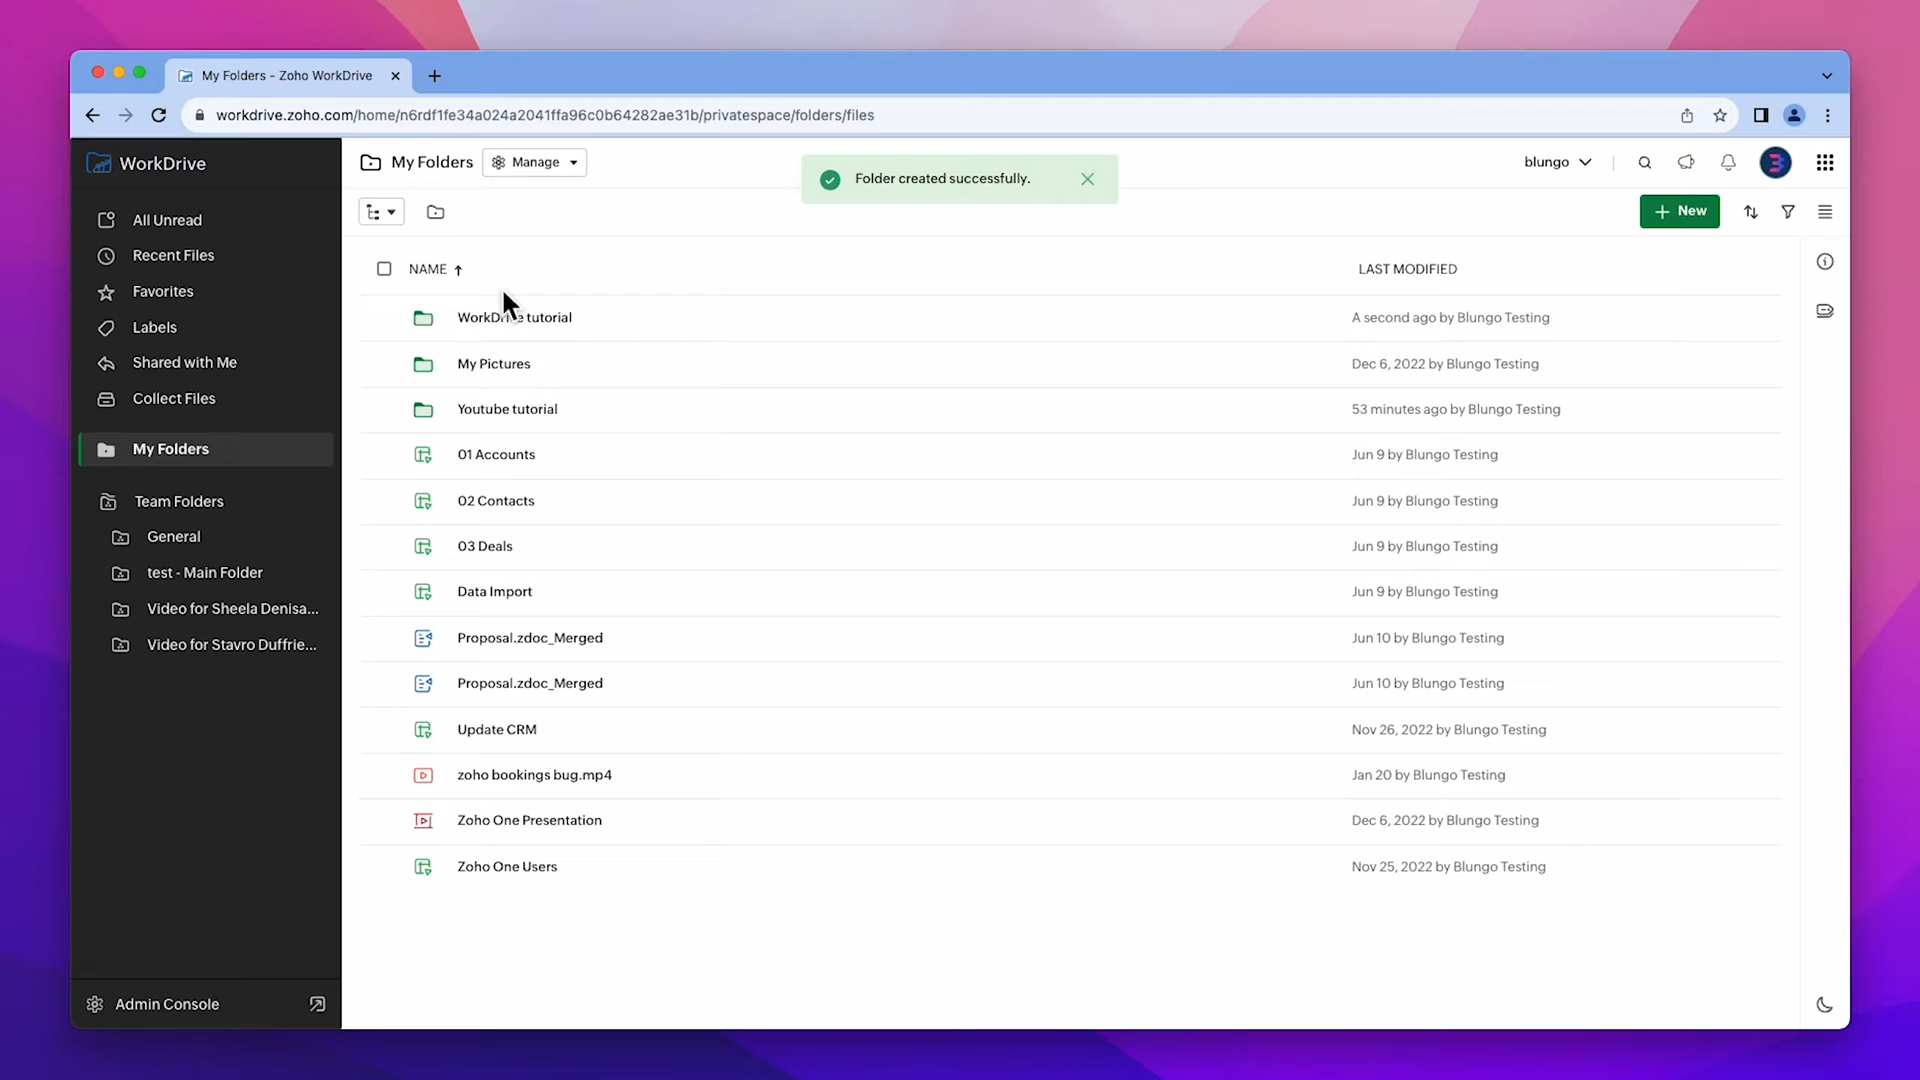 My Folders - Zoho WorkDrive
workdrive.zoho.com/home/n6rdf1fe34a024a2041ffa96c0b64282ae31b/privatespace/folders/files
WorkDrive
My Folders
Manage
Folder created successfully.
blungo
New
All Unread
Recent Files
Favorites
Labels
Shared with Me
Collect Files
My Folders
Team Folders
General
test - Main Folder
Video for Sheela Denisa...
Video for Stavro Duffrie...
Admin Console
NAME LAST MODIFIED
WorkDrive tutorial A second ago by Blungo Testing
My Pictures Dec 6, 2022 by Blungo Testing
Youtube tutorial 53 minutes ago by Blungo Testing
01 Accounts Jun 9 by Blungo Testing
02 Contacts Jun 9 by Blungo Testing
03 Deals Jun 9 by Blungo Testing
Data Import Jun 9 by Blungo Testing
Proposal.zdoc_Merged Jun 10 by Blungo Testing
Proposal.zdoc_Merged Jun 10 by Blungo Testing
Update CRM Nov 26, 2022 by Blungo Testing
zoho bookings bug.mp4 Jan 20 by Blungo Testing
Zoho One Presentation Dec 6, 2022 by Blungo Testing
Zoho One Users Nov 25, 2022 by Blungo Testing